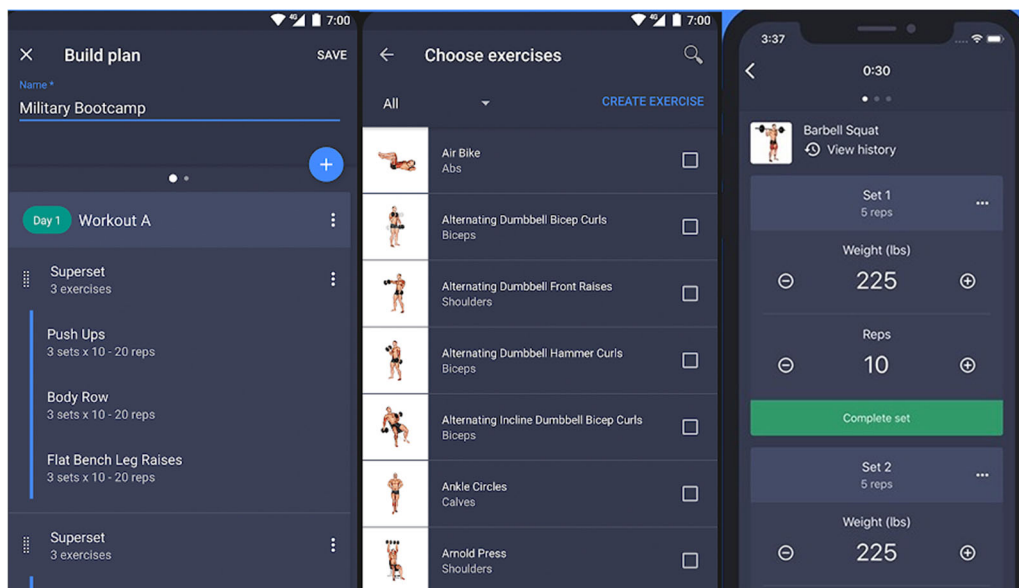 4G 7:00
Build plan
SAVE
Name *
Military Bootcamp
+
Day 1
Workout A
Superset
3 exercises
Push Ups
3 sets x 10 - 20 reps
Body Row
3 sets x 10 - 20 reps
Flat Bench Leg Raises
3 sets x 10 - 20 reps
Superset
3 exercises
4G 7:00
Choose exercises
All
CREATE EXERCISE
Air Bike
Abs
Alternating Dumbbell Bicep Curls
Biceps
Alternating Dumbbell Front Raises
Shoulders
Alternating Dumbbell Hammer Curls
Biceps
Alternating Incline Dumbbell Bicep Curls
Biceps
Ankle Circles
Calves
Arnold Press
Shoulders
3:37
0:30
Barbell Squat
View history
Set 1
5 reps
Weight (lbs)
225
Reps
10
Complete set
Set 2
5 reps
Weight (lbs)
225